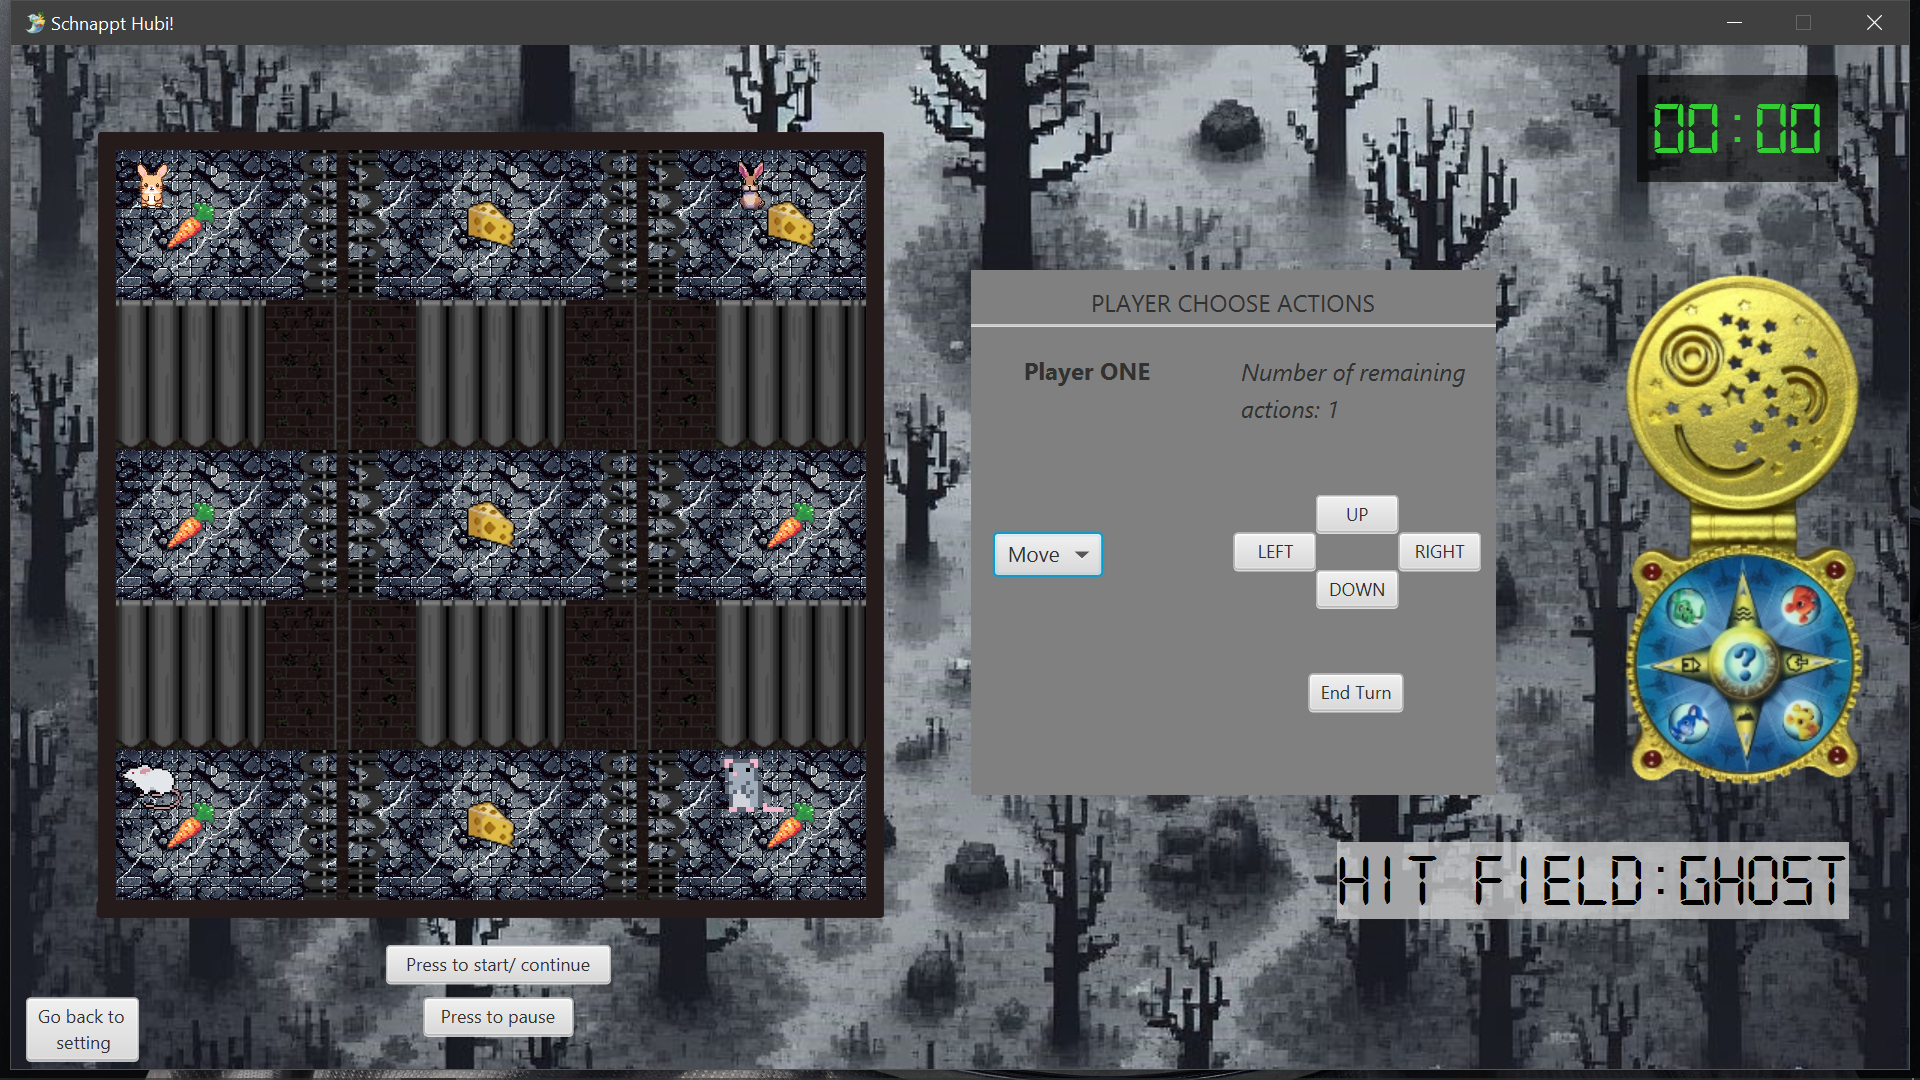 Schnappt Hubi!
00:00
PLAYER CHOOSE ACTIONS
Player ONE
Number of remaining
actions: 1
UP
Move
LEFT
RIGHT
DOWN
End Turn
?
HIT FIELD:GHOST
Press to start/ continue
Press to pause
Go back to
setting